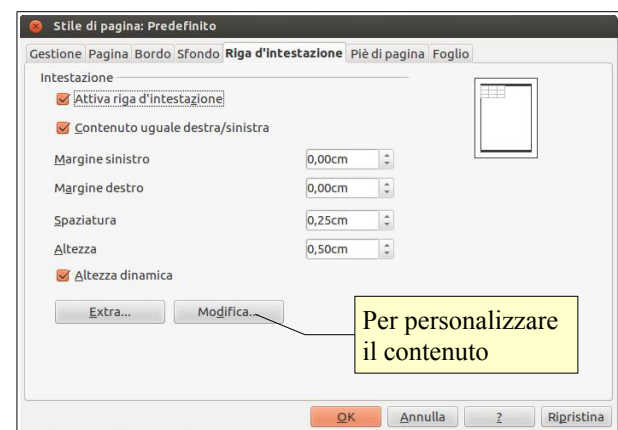 Stile di pagina: Predefinito
Gestione Pagina Bordo Sfondo Riga d'intestazione Piè di pagina Foglio
Intestazione
Attiva riga d'intestazione
Contenuto uguale destra/sinistra
Margine sinistro 0,00cm
Margine destro 0,00cm
Spaziatura 0,25cm
Altezza 0,50cm
Altezza dinamica
Extra... Modifica...
Per personalizzare
il contenuto
OK Annulla ? Ripristina